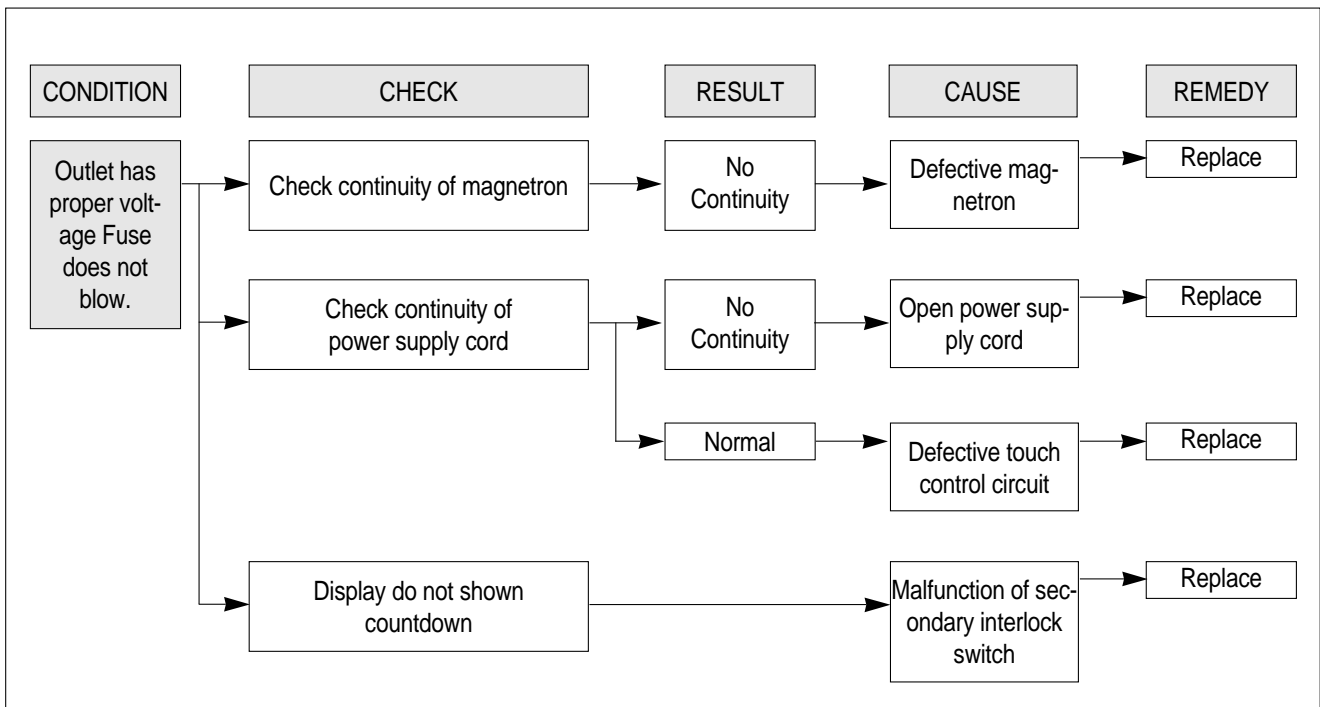 CONDITION
CHECK
RESULT
CAUSE
REMEDY
Outlet has
proper volt-
age Fuse
does not
blow.
Check continuity of magnetron
No
Continuity
Defective mag-
netron
Replace
Check continuity of
power supply cord
No
Continuity
Open power sup-
ply cord
Replace
Normal
Defective touch
control circuit
Replace
Display do not shown
countdown
Malfunction of sec-
ondary interlock
switch
Replace